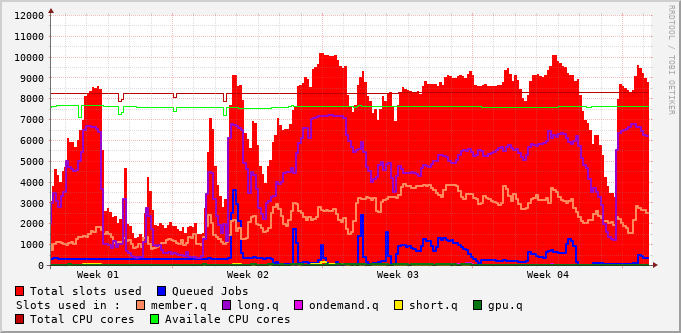 12000
11000
10000
9000
8000
7000
6000
5000
4000
3000
2000
1000
0
Week 01 Week 02 Week 03 Week 04
Total slots used Queued Jobs
Slots used in : member.q long.q ondemand.q short.q gpu.q
Total CPU cores Availale CPU cores
RRDTOOL / TOBI OETIKER